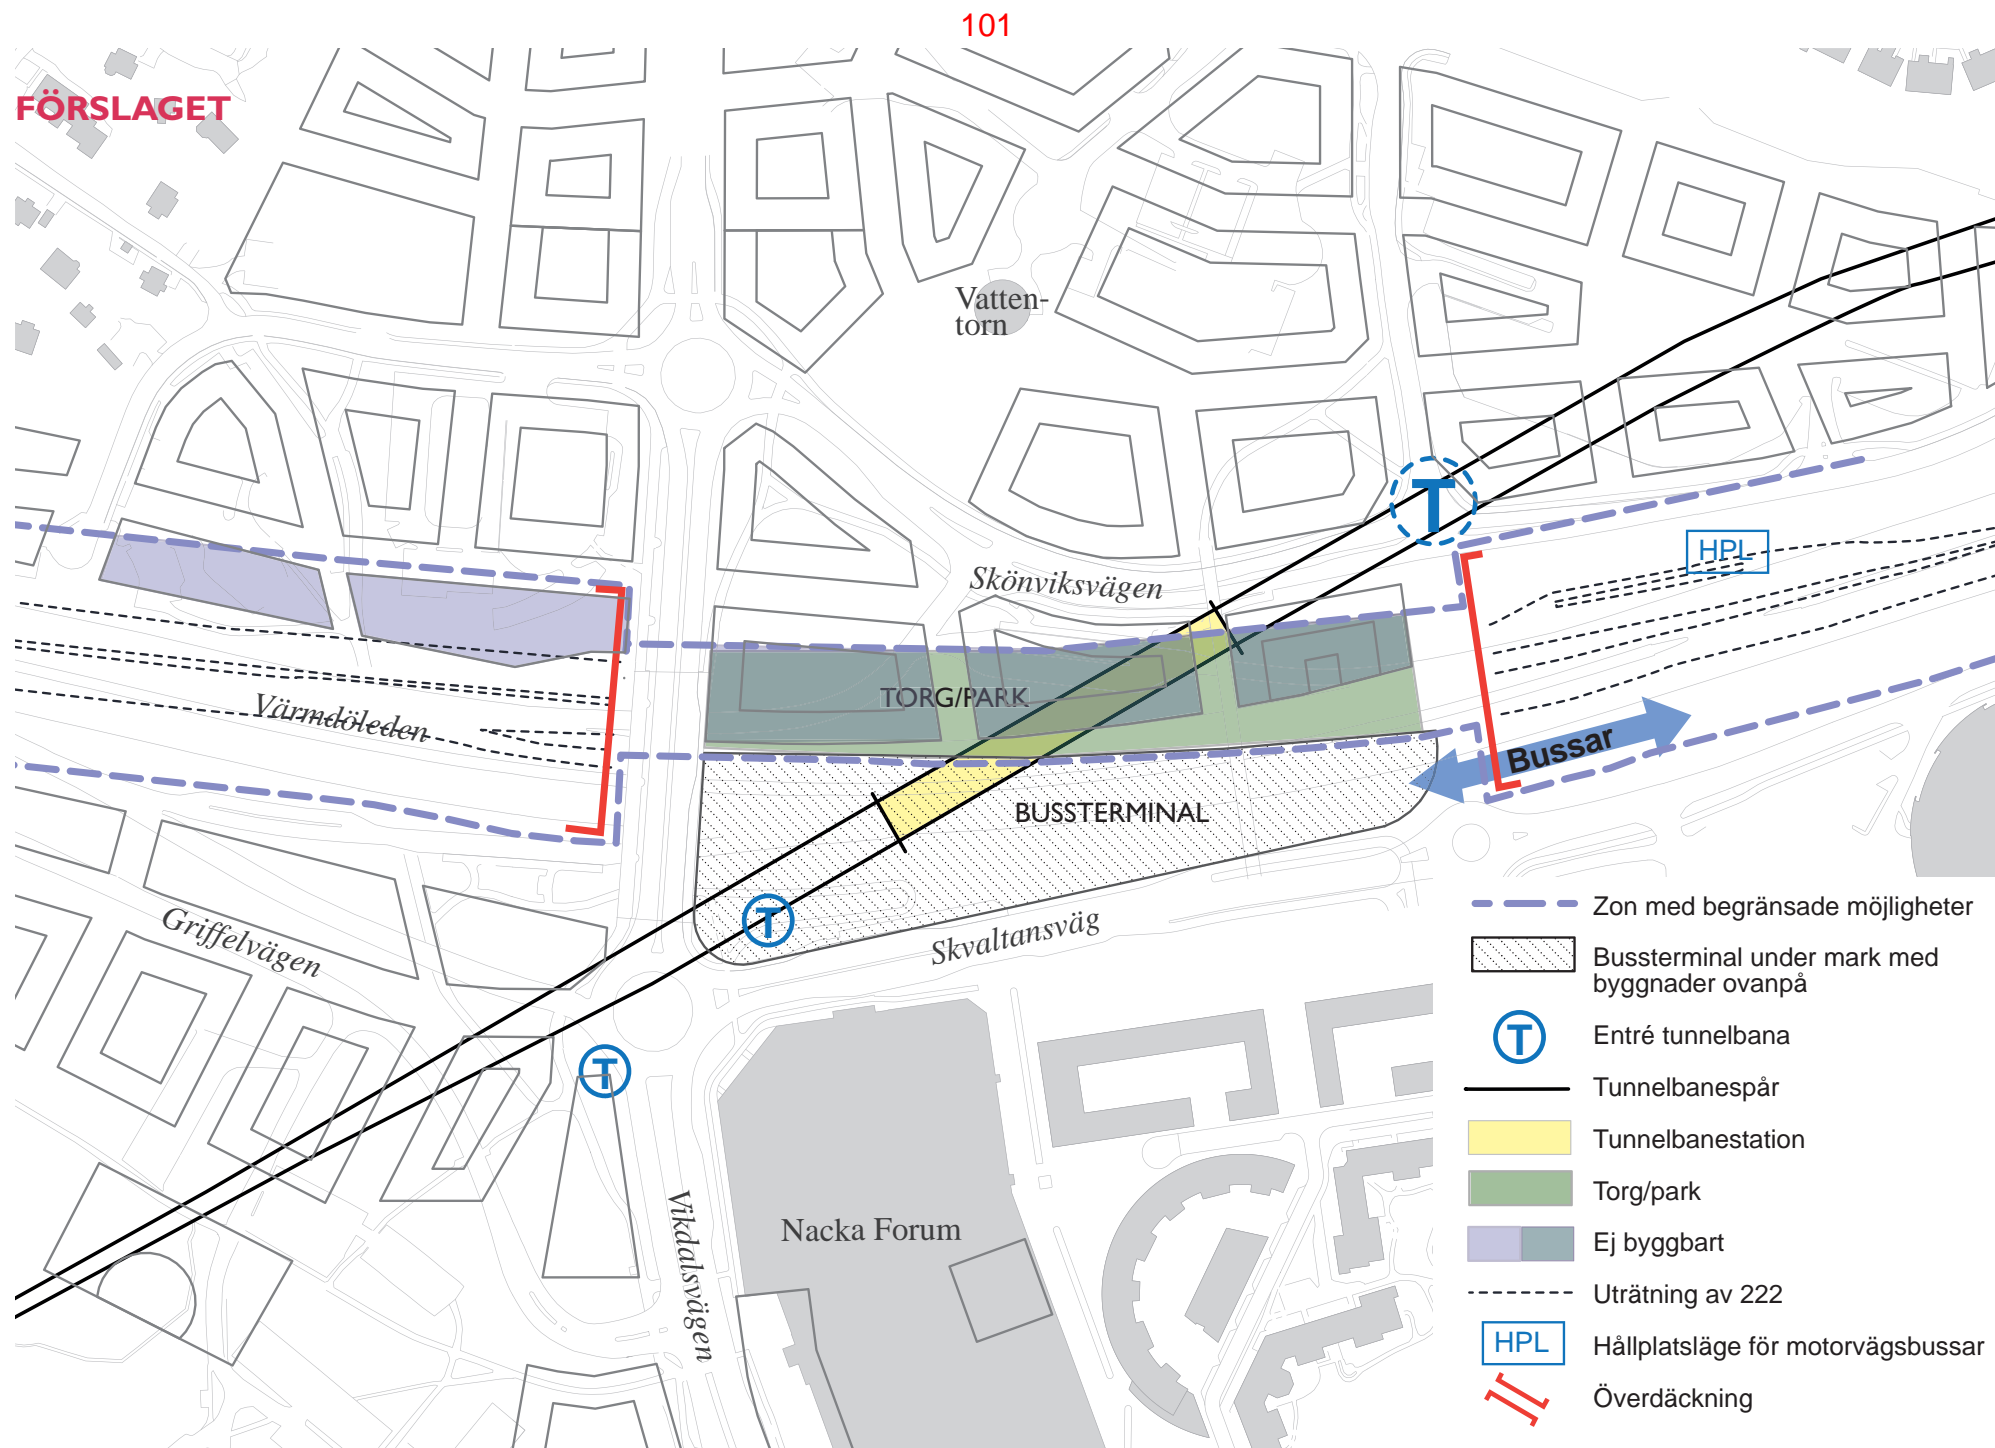 101
FÖRSLAGET
Vatten-
torn
T
HPL
Skönviksvägen
TORG/PARK
Värmdöleden
Bussar
BUSSTERMINAL
T
Skvaltansväg
Griffelvägen
T
Vikdalsvägen
Nacka Forum
Zon med begränsade möjligheter
Bussterminal under mark med
byggnader ovanpå
T
Entré tunnelbana
Tunnelbanespår
Tunnelbanestation
Torg/park
Ej byggbart
Uträtning av 222
HPL
Hållplatsläge för motorvägsbussar
Överdäckning